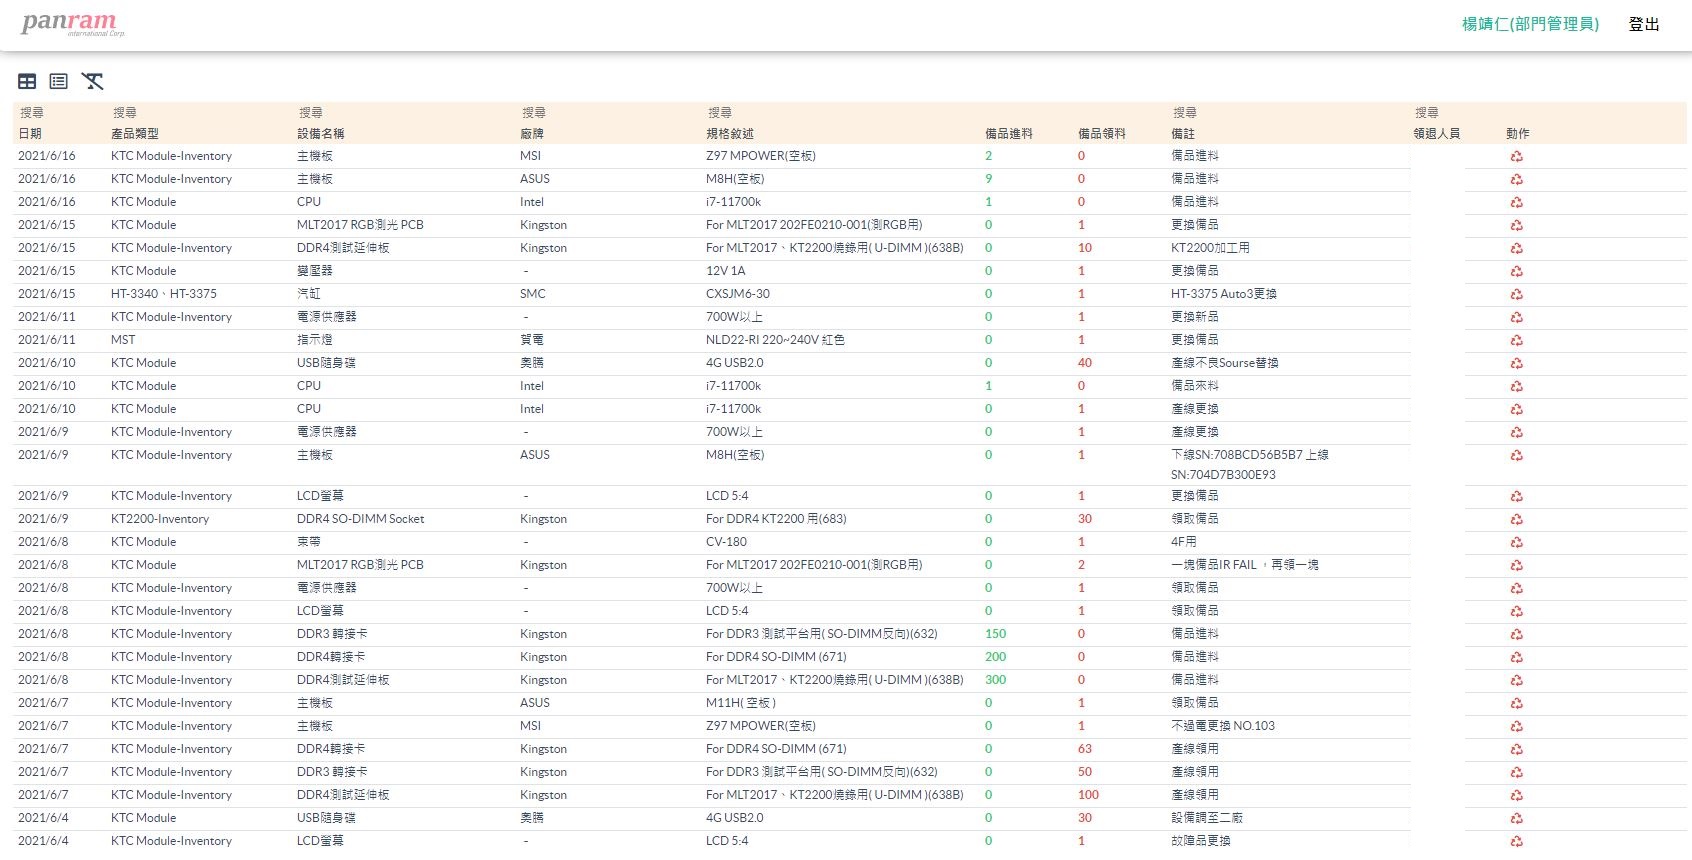 panram
International Corp.
楊靖仁(部門管理員) 登出
搜尋 搜尋 搜尋 搜尋 搜尋 搜尋 搜尋
日期 產品類型 設備名稱 廠牌 規格敘述 備品進料 備品領料 備註 領退人員 動作
2021/6/16 KTC Module-Inventory 主機板 MSI Z97 MPOWER(空板) 2 0 備品進料
2021/6/16 KTC Module-Inventory 主機板 ASUS M8H(空板) 9 0 備品進料
2021/6/16 KTC Module CPU Intel i7-11700k 1 0 備品進料
2021/6/15 KTC Module MLT2017 RGB測光 PCB Kingston For MLT2017 202FE0210-001(測RGB用) 0 1 更換備品
2021/6/15 KTC Module-Inventory DDR4測試延伸板 Kingston For MLT2017、KT2200燒錄用( U-DIMM )(638B) 0 10 KT2200加工用
2021/6/15 KTC Module 變壓器 - 12V 1A 0 1 更換備品
2021/6/15 HT-3340、HT-3375 汽缸 SMC CXSJM6-30 0 1 HT-3375 Auto3更換
2021/6/11 KTC Module-Inventory 電源供應器 - 700W以上 0 1 更換新品
2021/6/11 MST 指示燈 賀電 NLD22-RI 220~240V 紅色 0 1 更換備品
2021/6/10 KTC Module USB隨身碟 奧騰 4G USB2.0 0 40 產線不良Sourse替換
2021/6/10 KTC Module CPU Intel i7-11700k 1 0 備品來料
2021/6/10 KTC Module CPU Intel i7-11700k 0 1 產線更換
2021/6/9 KTC Module-Inventory 電源供應器 - 700W以上 0 1 產線更換
2021/6/9 KTC Module-Inventory 主機板 ASUS M8H(空板) 0 1 下線SN:708BCD56B5B7 上線
SN:704D7B300E93
2021/6/9 KTC Module-Inventory LCD螢幕 - LCD 5:4 0 1 更換備品
2021/6/9 KT2200-Inventory DDR4 SO-DIMM Socket Kingston For DDR4 KT2200 用(683) 0 30 領取備品
2021/6/8 KTC Module 束帶 - CV-180 0 1 4F用
2021/6/8 KTC Module MLT2017 RGB測光 PCB Kingston For MLT2017 202FE0210-001(測RGB用) 0 2 一塊備品IR FAIL ，再領一塊
2021/6/8 KTC Module-Inventory 電源供應器 - 700W以上 0 1 領取備品
2021/6/8 KTC Module-Inventory LCD螢幕 - LCD 5:4 0 1 領取備品
2021/6/8 KTC Module-Inventory DDR3 轉接卡 Kingston For DDR3 測試平台用( SO-DIMM反向)(632) 150 0 備品進料
2021/6/8 KTC Module-Inventory DDR4轉接卡 Kingston For DDR4 SO-DIMM (671) 200 0 備品進料
2021/6/8 KTC Module-Inventory DDR4測試延伸板 Kingston For MLT2017、KT2200燒錄用( U-DIMM )(638B) 300 0 備品進料
2021/6/7 KTC Module-Inventory 主機板 ASUS M11H( 空板 ) 0 1 領取備品
2021/6/7 KTC Module-Inventory 主機板 MSI Z97 MPOWER(空板) 0 1 不過電更換 NO.103
2021/6/7 KTC Module-Inventory DDR4轉接卡 Kingston For DDR4 SO-DIMM (671) 0 63 產線領用
2021/6/7 KTC Module-Inventory DDR3 轉接卡 Kingston For DDR3 測試平台用( SO-DIMM反向)(632) 0 50 產線領用
2021/6/7 KTC Module-Inventory DDR4測試延伸板 Kingston For MLT2017、KT2200燒錄用( U-DIMM )(638B) 0 100 產線領用
2021/6/4 KTC Module USB隨身碟 奧騰 4G USB2.0 0 30 設備調至二廠
2021/6/4 KTC Module-Inventory LCD螢幕 - LCD 5:4 0 1 故障品更換